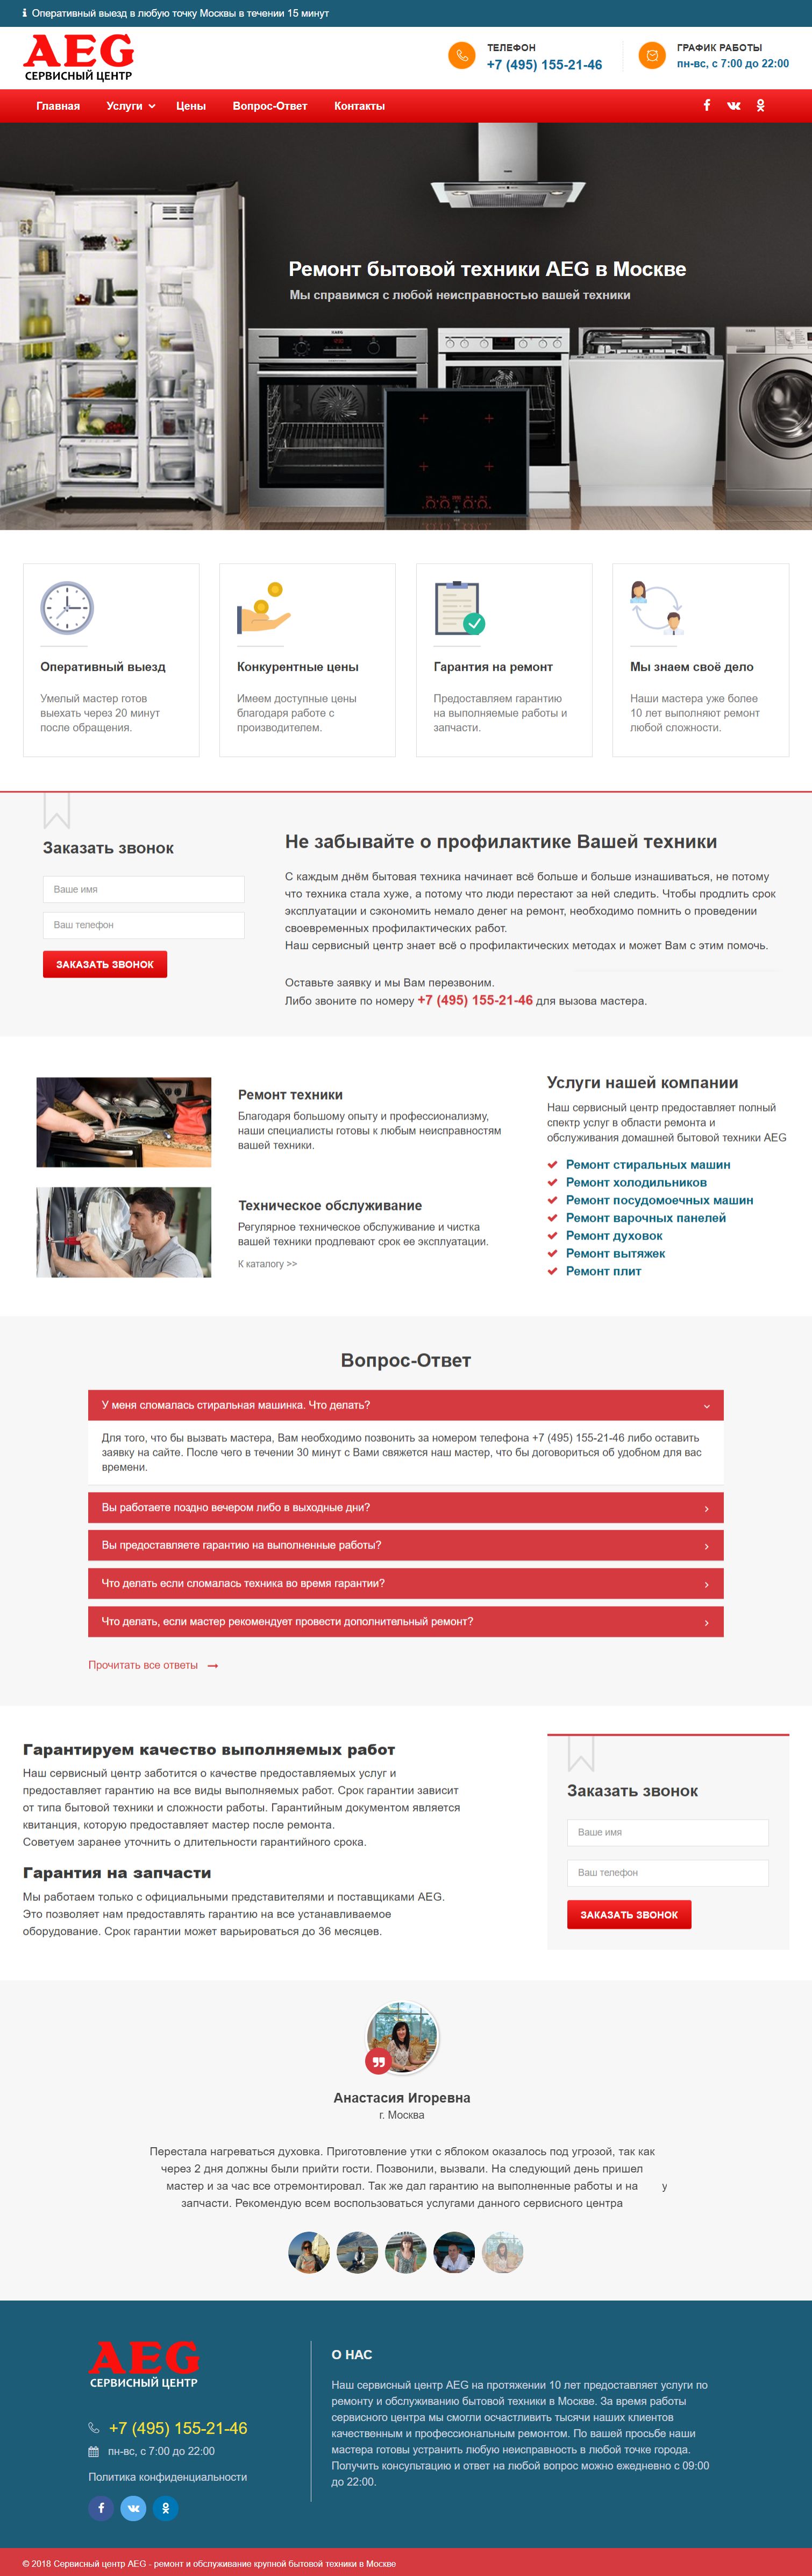 Оперативный выезд в любую точку Москвы в течении 15 минут
AEG
СЕРВИСНЫЙ ЦЕНТР
ТЕЛЕФОН
+7 (495) 155-21-46
ГРАФИК РАБОТЫ
пн-вс, с 7:00 до 22:00
Главная Услуги Цены Вопрос-Ответ Контакты
Ремонт бытовой техники AEG в Москве
Мы справимся с любой неисправностью вашей техники
Оперативный выезд
Умелый мастер готов
выехать через 20 минут
после обращения.
Конкурентные цены
Имеем доступные цены
благодаря работе с
производителем.
Гарантия на ремонт
Предоставляем гарантию
на выполняемые работы и
запчасти.
Мы знаем своё дело
Наши мастера уже более
10 лет выполняют ремонт
любой сложности.
Заказать звонок
Ваше имя
Ваш телефон
ЗАКАЗАТЬ ЗВОНОК
Не забывайте о профилактике Вашей техники
С каждым днём бытовая техника начинает всё больше и больше изнашиваться, не потому
что техника стала хуже, а потому что люди перестают за ней следить. Чтобы продлить срок
эксплуатации и сэкономить немало денег на ремонт, необходимо помнить о проведении
своевременных профилактических работ.
Наш сервисный центр знает всё о профилактических методах и может Вам с этим помочь.
Оставьте заявку и мы Вам перезвоним.
Либо звоните по номеру +7 (495) 155-21-46 для вызова мастера.
Ремонт техники
Благодаря большому опыту и профессионализму,
наши специалисты готовы к любым неисправностям
вашей техники.
Техническое обслуживание
Регулярное техническое обслуживание и чистка
вашей техники продлевают срок ее эксплуатации.
К каталогу >>
Услуги нашей компании
Наш сервисный центр предоставляет полный
спектр услуг в области ремонта и
обслуживания домашней бытовой техники AEG
Ремонт стиральных машин
Ремонт холодильников
Ремонт посудомоечных машин
Ремонт варочных панелей
Ремонт духовок
Ремонт вытяжек
Ремонт плит
Вопрос-Ответ
У меня сломалась стиральная машинка. Что делать?
Для того, что бы вызвать мастера, Вам необходимо позвонить за номером телефона +7 (495) 155-21-46 либо оставить
заявку на сайте. После чего в течении 30 минут с Вами свяжется наш мастер, что бы договориться об удобном для вас
времени.
Вы работаете поздно вечером либо в выходные дни?
Вы предоставляете гарантию на выполненные работы?
Что делать если сломалась техника во время гарантии?
Что делать, если мастер рекомендует провести дополнительный ремонт?
Прочитать все ответы
Гарантируем качество выполняемых работ
Наш сервисный центр заботится о качестве предоставляемых услуг и
предоставляет гарантию на все виды выполняемых работ. Срок гарантии зависит
от типа бытовой техники и сложности работы. Гарантийным документом является
квитанция, которую предоставляет мастер после ремонта.
Советуем заранее уточнить о длительности гарантийного срока.
Гарантия на запчасти
Мы работаем только с официальными представителями и поставщиками AEG.
Это позволяет нам предоставлять гарантию на все устанавливаемое
оборудование. Срок гарантии может варьироваться до 36 месяцев.
Заказать звонок
Ваше имя
Ваш телефон
ЗАКАЗАТЬ ЗВОНОК
Анастасия Игоревна
г. Москва
Перестала нагреваться духовка. Приготовление утки с яблоком оказалось под угрозой, так как
через 2 дня должны были прийти гости. Позвонили, вызвали. На следующий день пришел
мастер и за час все отремонтировал. Так же дал гарантию на выполненные работы и на у
запчасти. Рекомендую всем воспользоваться услугами данного сервисного центра
AEG
СЕРВИСНЫЙ ЦЕНТР
+7 (495) 155-21-46
пн-вс, с 7:00 до 22:00
Политика конфиденциальности
О НАС
Наш сервисный центр AEG на протяжении 10 лет предоставляет услуги по
ремонту и обслуживанию бытовой техники в Москве. За время работы
сервисного центра мы смогли осчастливить тысячи наших клиентов
качественным и профессиональным ремонтом. По вашей просьбе наши
мастера готовы устранить любую неисправность в любой точке города.
Получить консультацию и ответ на любой вопрос можно ежедневно с 09:00
до 22:00.
© 2018 Сервисный центр AEG - ремонт и обслуживание крупной бытовой техники в Москве